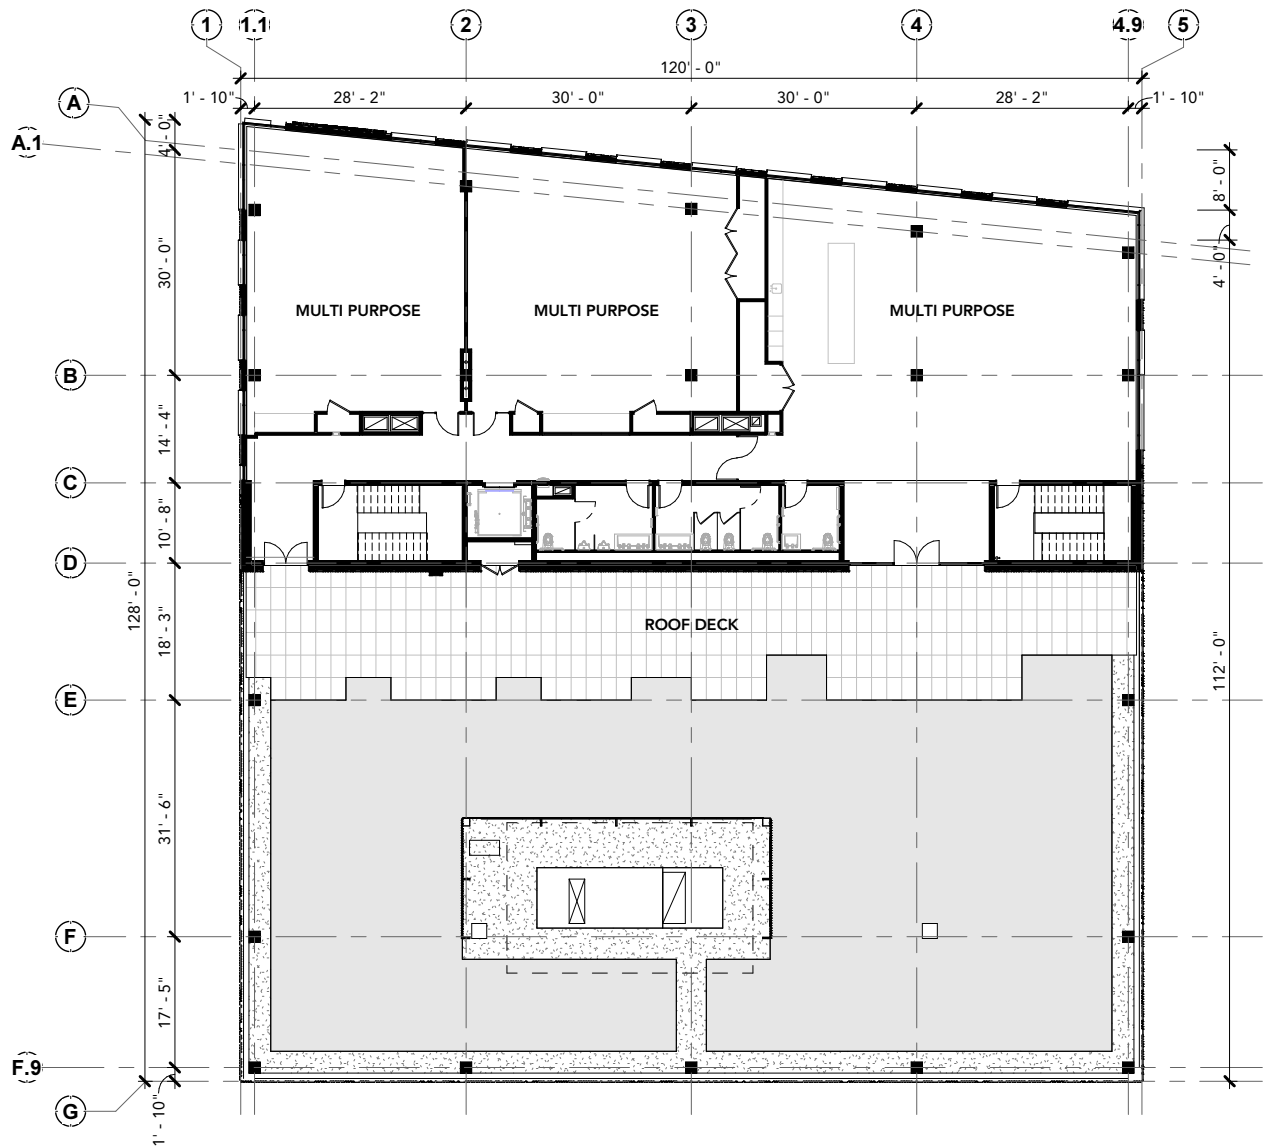 1 1.1 2 3 4 4.9 5
120' - 0"
1' - 10" 28' - 2" 30' - 0" 30' - 0" 28' - 2" 1' - 10"
A
A.1
4' - 0"
8' - 0"
30' - 0"
4' - 0"
MULTI PURPOSE MULTI PURPOSE MULTI PURPOSE
B
14' - 4"
C
10' - 8"
D
128' - 0"
18' - 3"
ROOF DECK
112' - 0"
E
31' - 6"
F
17' - 5"
F.9
G
1' - 10"